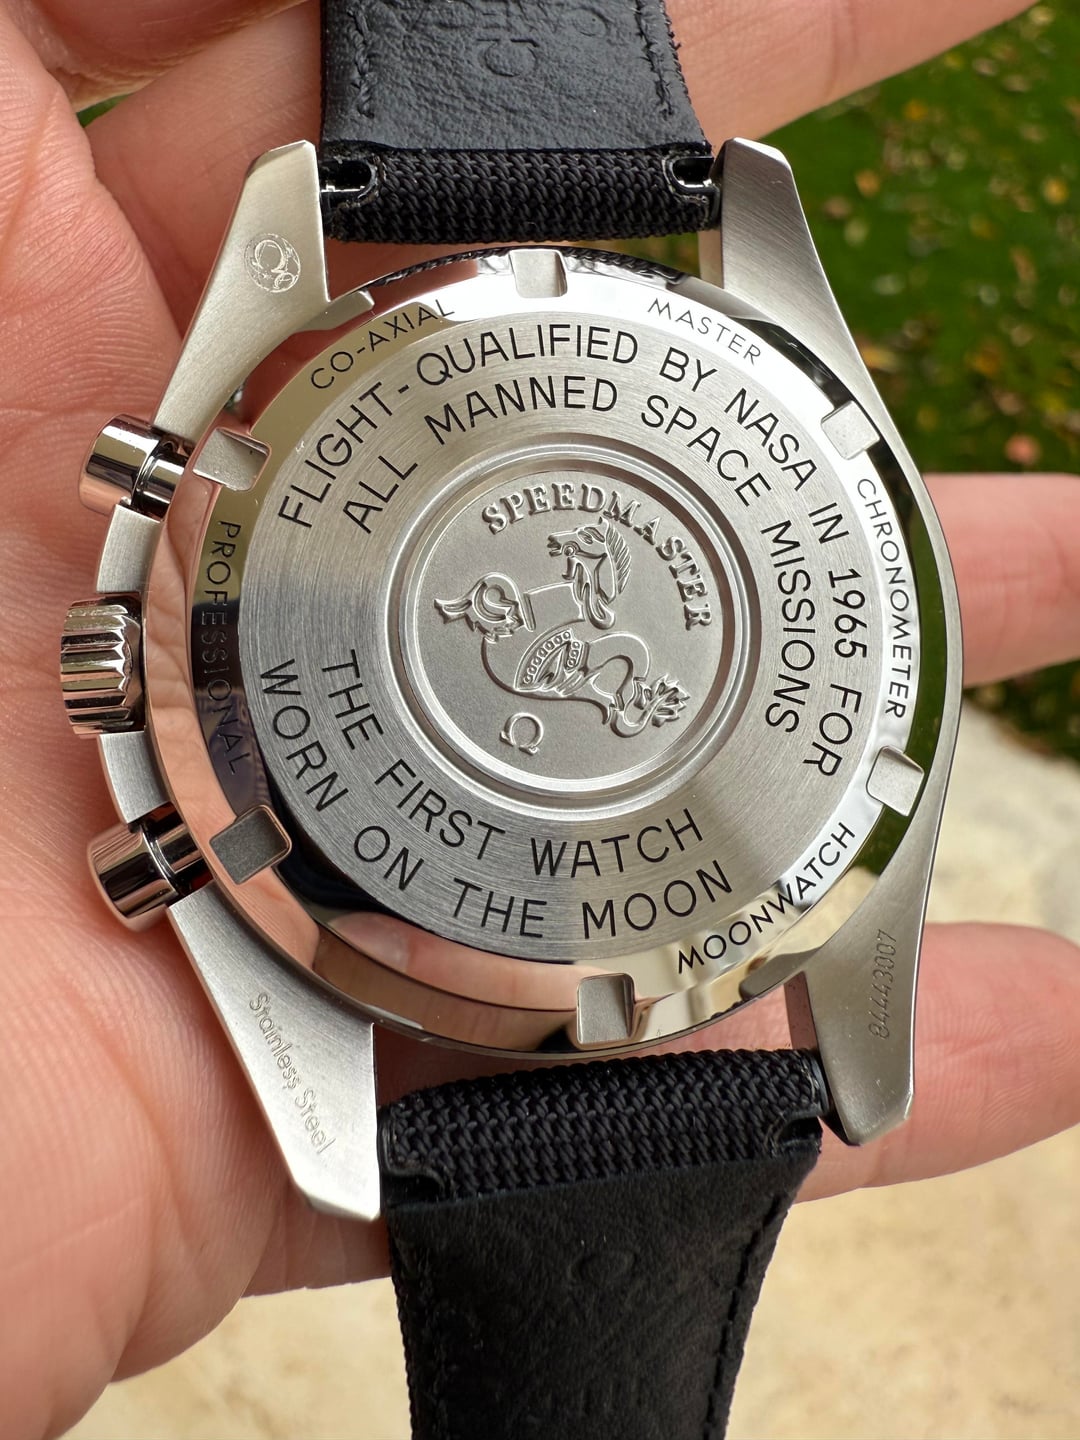 CO-AXIAL
MASTER
CHRONOMETER
MOONWATCH
PROFESSIONAL
FLIGHT-QUALIFIED BY NASA IN 1965 FOR
ALL MANNED SPACE MISSIONS
THE FIRST WATCH
WORN ON THE MOON
SPEEDMASTER
Ω
Stainless Steel
84443007